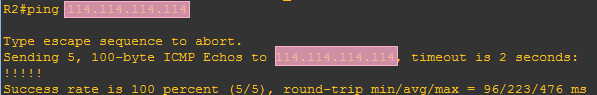 R2#ping 114.114.114.114
Type escape sequence to abort.
Sending 5, 100-byte ICMP Echos to 114.114.114.114, timeout is 2 seconds:
!!!!!
Success rate is 100 percent (5/5), round-trip min/avg/max = 96/223/476 ms